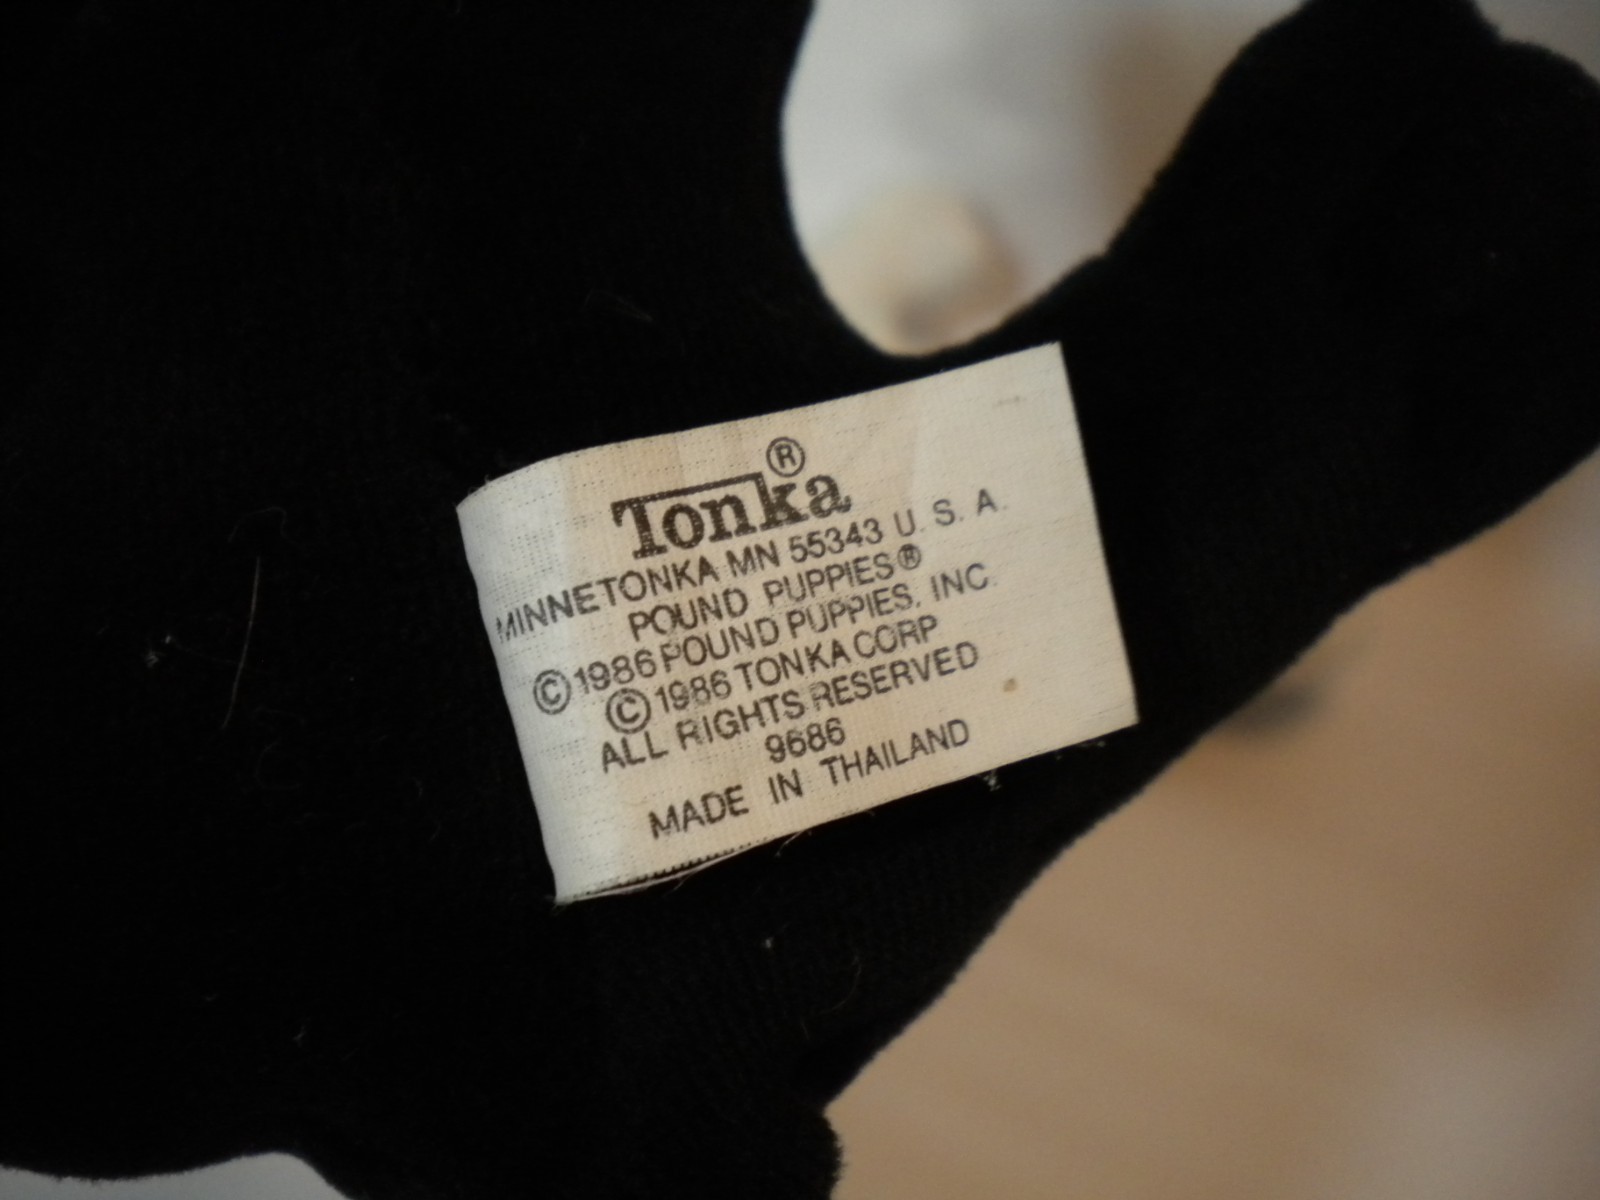 Tonka®
MINNETONKA MN 55343 U. S. A.
POUND PUPPIES®
© 1986 POUND PUPPIES, INC.
© 1986 TONKA CORP
ALL RIGHTS RESERVED
9686
MADE IN THAILAND